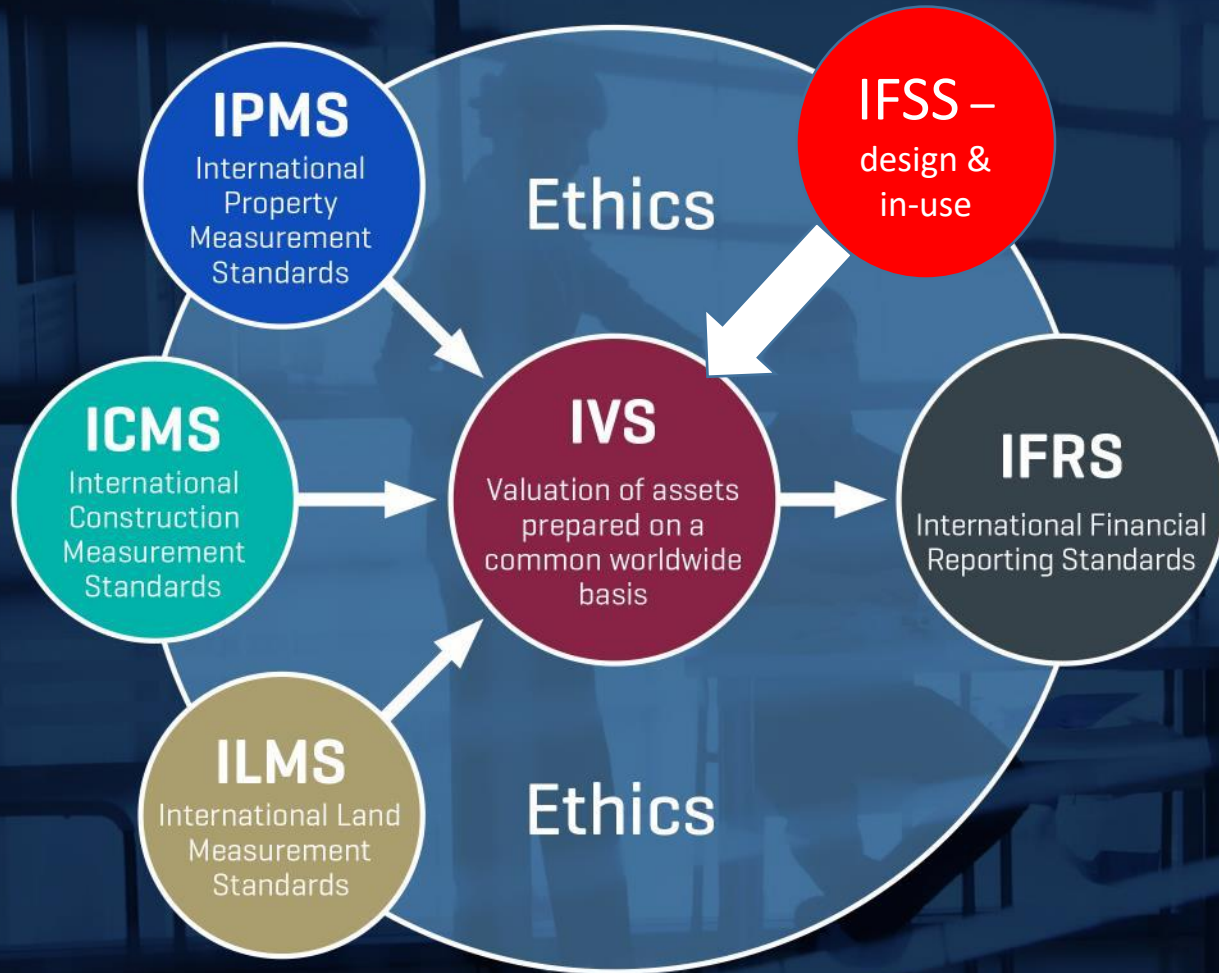 IPMS
International
Property
Measurement
Standards
Ethics
IFSS –
design &
in-use
ICMS
International
Construction
Measurement
Standards
IVS
Valuation of assets
prepared on a
common worldwide
basis
IFRS
International Financial
Reporting Standards
ILMS
International Land
Measurement
Standards
Ethics